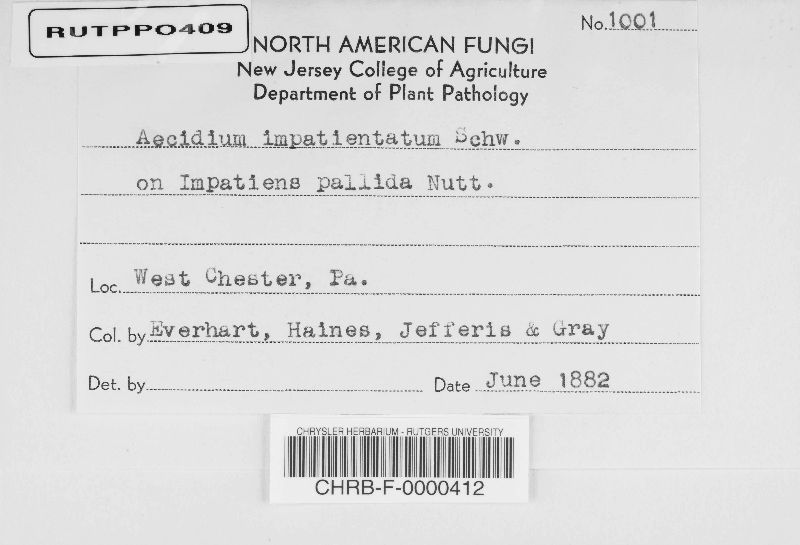 RUTPPO409
No. 1001
NORTH AMERICAN FUNGI
New Jersey College of Agriculture
Department of Plant Pathology
Aecidium impatientatum Schw.
on Impatiens pallida Nutt.
Loc. West Chester, Pa.
Col. by Everhart, Haines, Jefferis & Gray
Det. by
Date June 1882
CHRYSLER HERBARIUM - RUTGERS UNIVERSITY
CHRB-F-0000412